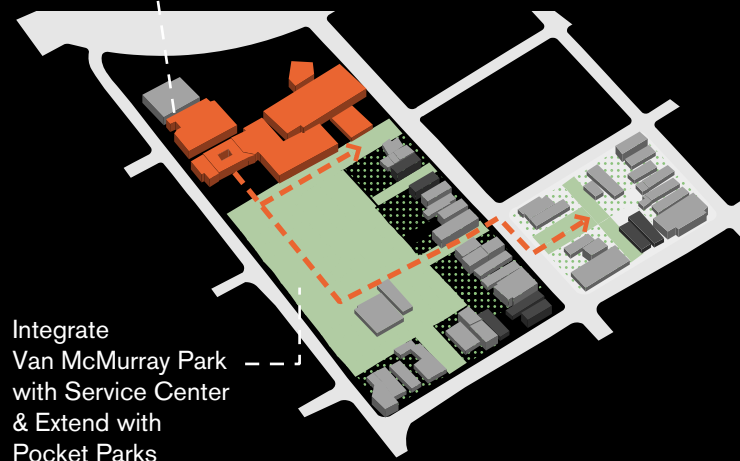 Integrate
Van McMurray Park
with Service Center
& Extend with
Pocket Parks